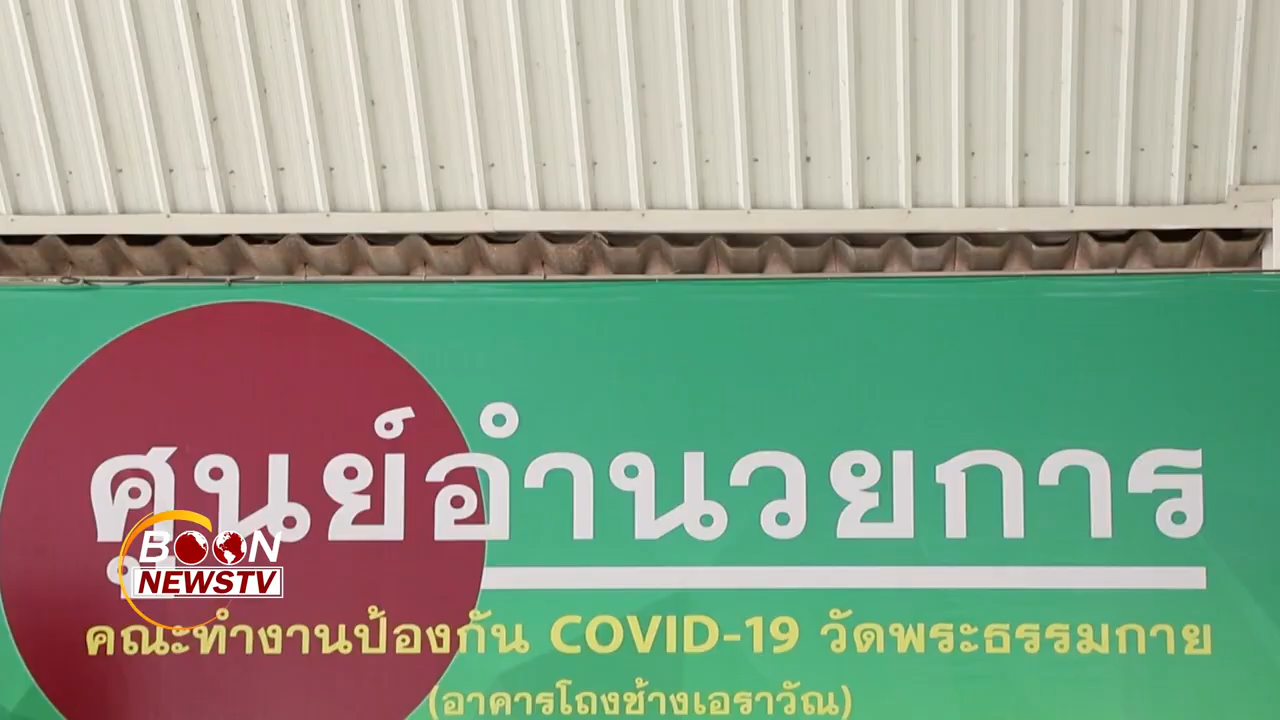 ศูนย์อำนวยการ
BOON
NEWSTV
คณะทำงานป้องกัน COVID-19 วัดพระธรรมกาย
(อาคารโถงช้างเอราวัณ)